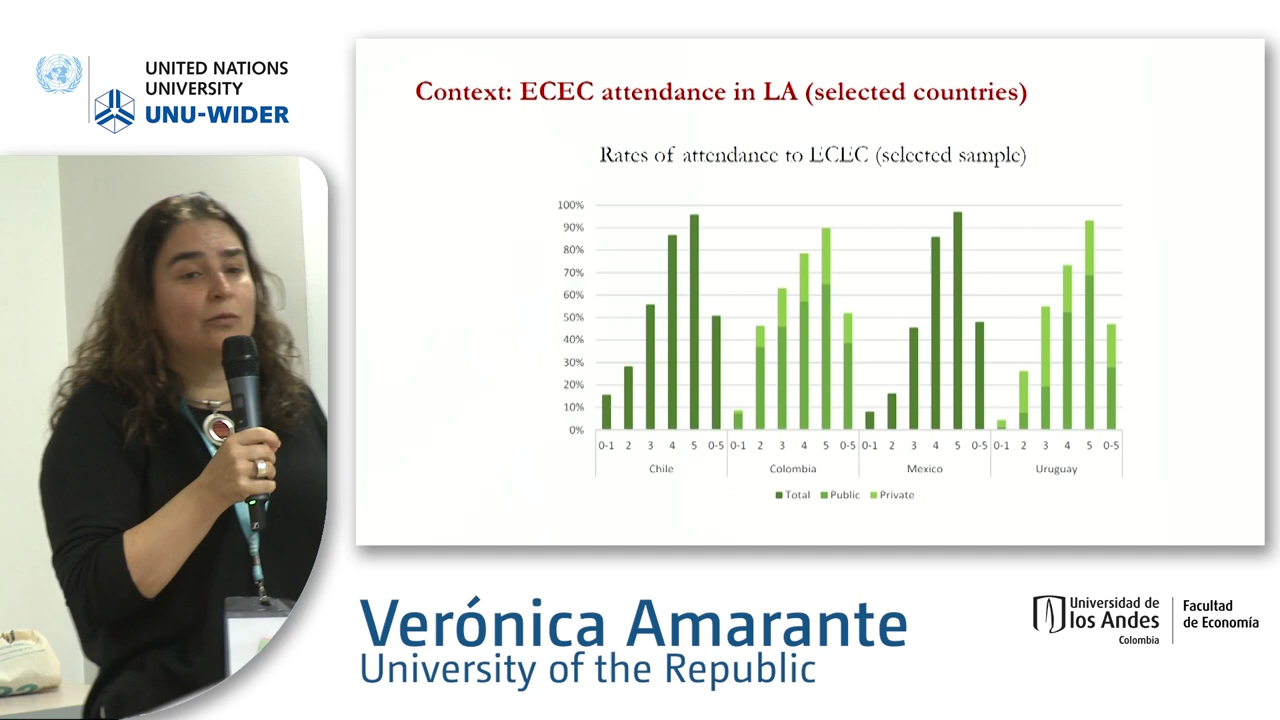 UNITED NATIONS
UNIVERSITY
UNU-WIDER
Context: ECEC attendance in LA (selected countries)
Rates of attendance to ECEC (selected sample)
100%
90%
80%
70%
60%
50%
40%
30%
20%
10%
0%
0-1 2 3 4 5 0-5 0-1 2 3 4 5 0-5 0-1 2 3 4 5 0-5 0-1 2 3 4 5 0-5
Chile Colombia Mexico Uruguay
Total Public Private
Verónica Amarante
University of the Republic
Universidad de
los Andes
Colombia
Facultad
de Economía